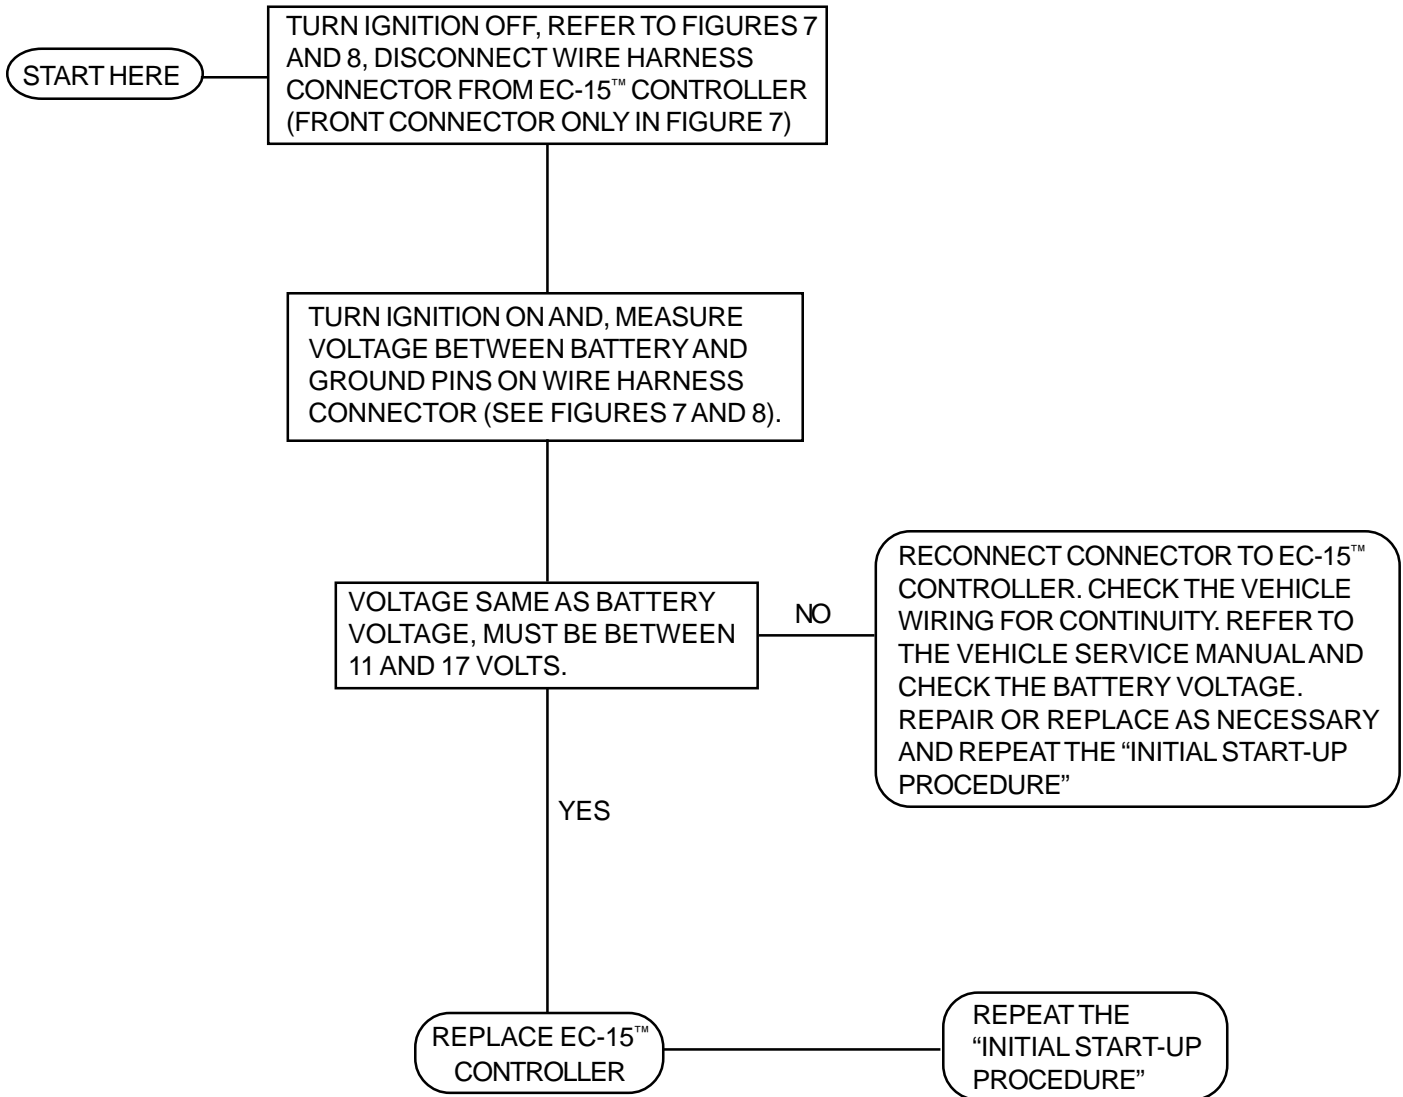 START HERE
TURN IGNITION OFF, REFER TO FIGURES 7
AND 8, DISCONNECT WIRE HARNESS
CONNECTOR FROM EC-15™ CONTROLLER
(FRONT CONNECTOR ONLY IN FIGURE 7)
TURN IGNITION ON AND, MEASURE
VOLTAGE BETWEEN BATTERY AND
GROUND PINS ON WIRE HARNESS
CONNECTOR (SEE FIGURES 7 AND 8).
VOLTAGE SAME AS BATTERY
VOLTAGE, MUST BE BETWEEN
11 AND 17 VOLTS.
NO
RECONNECT CONNECTOR TO EC-15™
CONTROLLER. CHECK THE VEHICLE
WIRING FOR CONTINUITY. REFER TO
THE VEHICLE SERVICE MANUAL AND
CHECK THE BATTERY VOLTAGE.
REPAIR OR REPLACE AS NECESSARY
AND REPEAT THE “INITIAL START-UP
PROCEDURE”
YES
REPLACE EC-15™
CONTROLLER
REPEAT THE
“INITIAL START-UP
PROCEDURE”